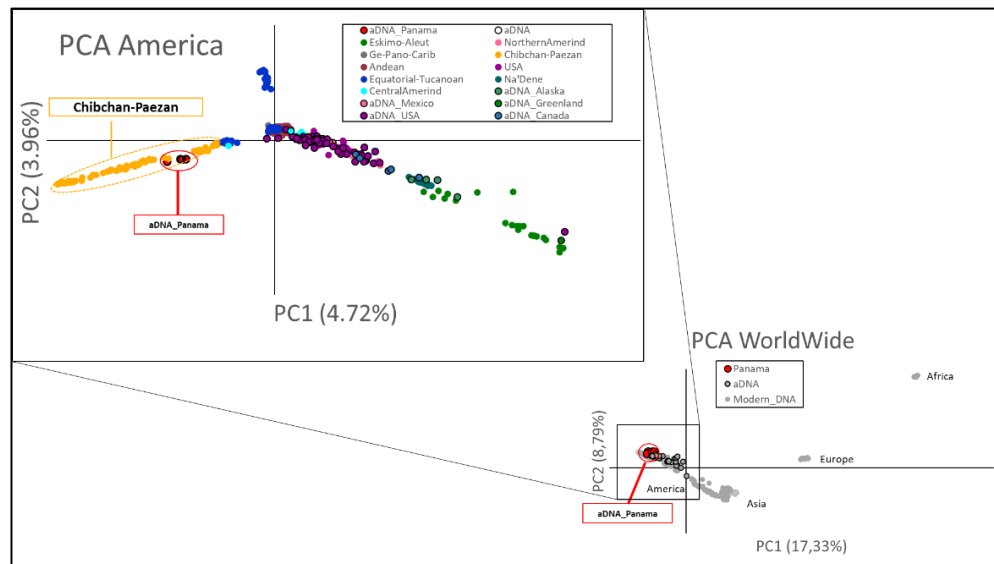 PCA America
aDNA_Panama
aDNA
Eskimo-Aleut
NorthernAmerind
Ge-Pano-Carib
Chibchan-Paezan
Andean
USA
Equatorial-Tucanoan
Na'Dene
CentralAmerind
aDNA_Alaska
aDNA_Mexico
aDNA_Greenland
aDNA_USA
aDNA_Canada
Chibchan-Paezan
PC2 (3.96%)
aDNA_Panama
PC1 (4.72%)
PCA WorldWide
Panama
aDNA
Modern_DNA
Africa
PC2 (8,79%)
Europe
America
Asia
aDNA_Panama
PC1 (17,33%)